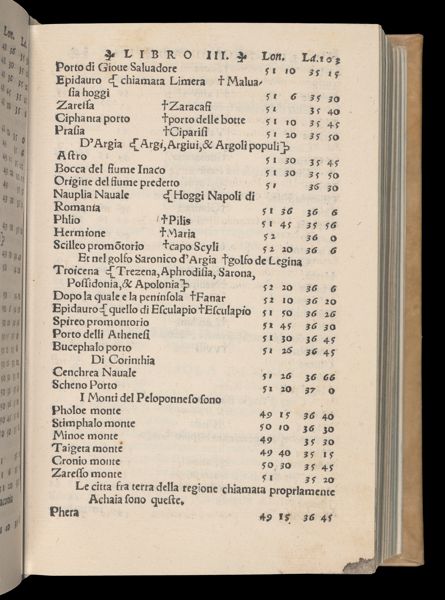 LIBRO III. Lon. La. 103
Porto di Gioue Saluadore 51 10 35 15
Epidauro {chiamata Limera †Malua-
sia hoggi 51 6 35 30
Zaressa †Zaracasi 51 35 40
Ciphanta porto †porto delle botte 51 10 35 45
Prasia †Ciparisi 51 20 35 50
D'Argia {Argi, Argiui, & Argoli populi}
Astro 51 30 35 45
Bocca del fiume Inaco 51 30 35 50
Origine del fiume predetto 51 36 30
Nauplia Nauale {Hoggi Napoli di
Romania 51 36 36 6
Phlio †Pilis 51 45 35 56
Hermione †Maria 52 36 0
Scilleo promõtorio †capo Scyli 52 20 36 6
Et nel golfo Saronico d'Argia †golfo de Legina
Troicena {Trezena, Aphrodisia, Sarona,
Possidonia, & Apolonia} 52 20 36 6
Dopo la quale e la peninsola †Fanar 52 10 36 20
Epidauro {quello di Esculapio †Esculapio 51 50 36 26
Spireo promontorio 51 45 36 30
Porto delli Athenesi 51 30 36 45
Bucephalo porto 51 26 36 45
Di Corinthia
Cenchrea Nauale 51 26 36 66
Scheno Porto 51 20 37 0
I Monti del Peloponneso sono
Pholoe monte 49 15 36 40
Stimphalo monte 50 10 36 30
Minoe monte 49 35 30
Taigeta monte 49 40 35 15
Cronio monte 50 30 35 45
Zaresso monte 51 35 20
Le citta fra terra della regione chiamata propriamente
Achaia sono queste.
Phera 49 15 36 45